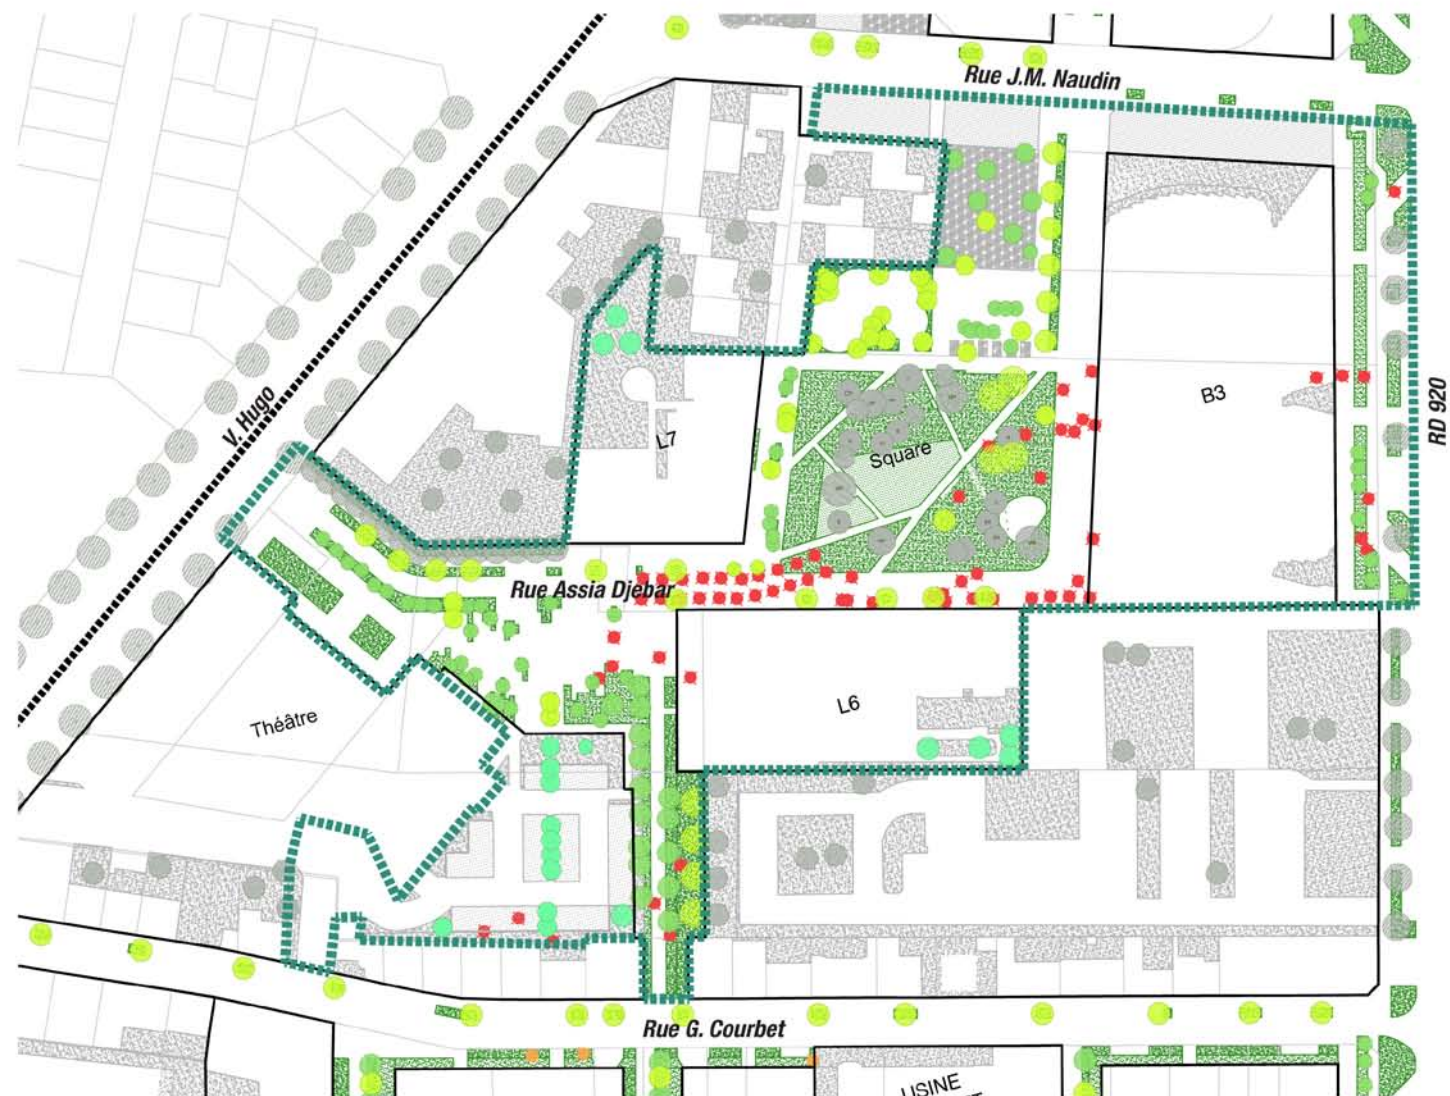 Rue J.M. Naudin
V. Hugo
B3
RD 920
L7
Square
Rue Assia Djebar
L6
Théâtre
Rue G. Courbet
USINE